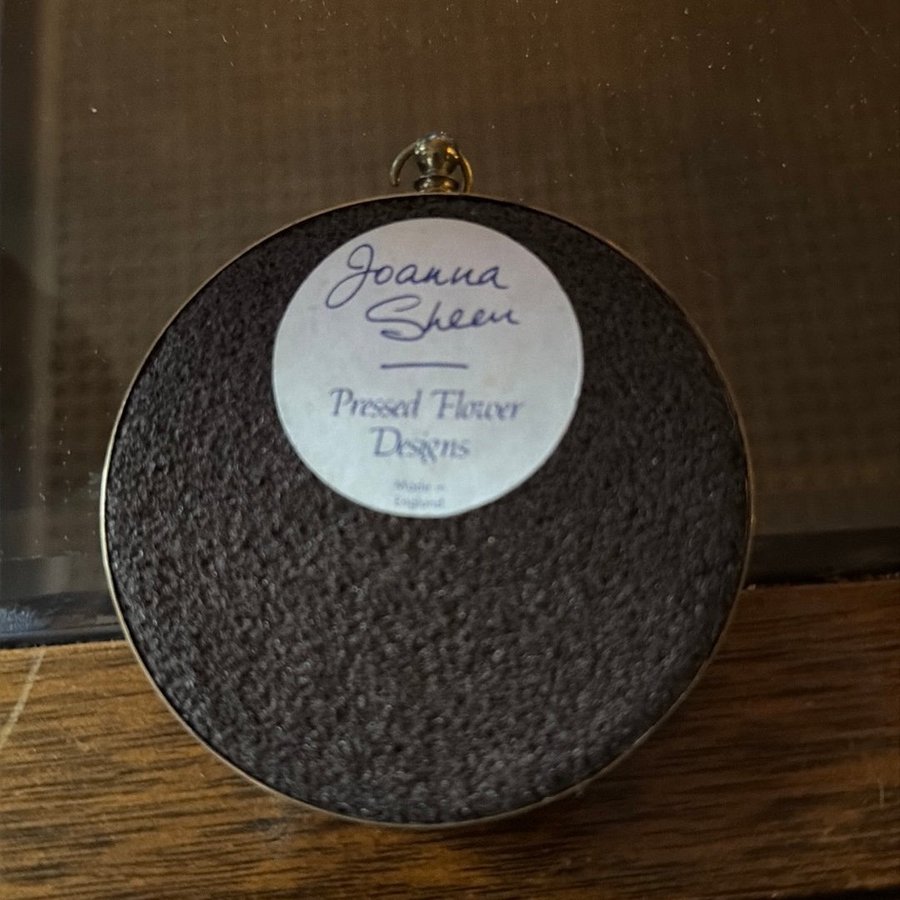 Joanna
Sheen
Pressed Flower
Designs
Made in
England